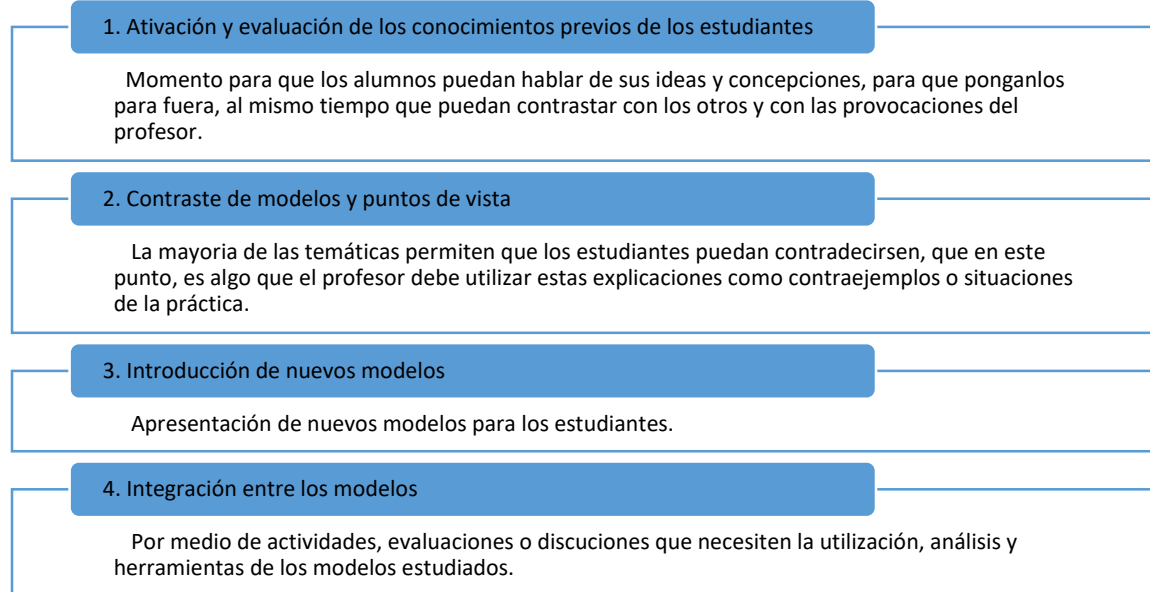 1. Ativación y evaluación de los conocimientos previos de los estudiantes
Momento para que los alumnos puedan hablar de sus ideas y concepciones, para que ponganlos
para fuera, al mismo tiempo que puedan contrastar con los otros y con las provocaciones del
profesor.
2. Contraste de modelos y puntos de vista
La mayoria de las temáticas permiten que los estudiantes puedan contradecirsen, que en este
punto, es algo que el profesor debe utilizar estas explicaciones como contraejemplos o situaciones
de la práctica.
3. Introducción de nuevos modelos
Apresentación de nuevos modelos para los estudiantes.
4. Integración entre los modelos
Por medio de actividades, evaluaciones o discuciones que necesiten la utilización, análisis y
herramientas de los modelos estudiados.